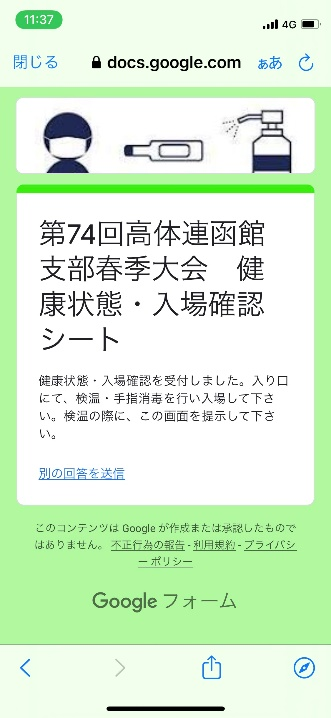 11:37
4G
閉じる
docs.google.com
ぁあ
第74回高体連函館
支部春季大会　健
康状態・入場確認
シート
健康状態・入場確認を受付しました。入り口
にて、検温・手指消毒を行い入場して下さ
い。検温の際に、この画面を提示して下さ
い。
別の回答を送信
このコンテンツは Google が作成または承認したもので
はありません。 不正行為の報告 - 利用規約 - プライバシ
ー ポリシー
Google フォーム